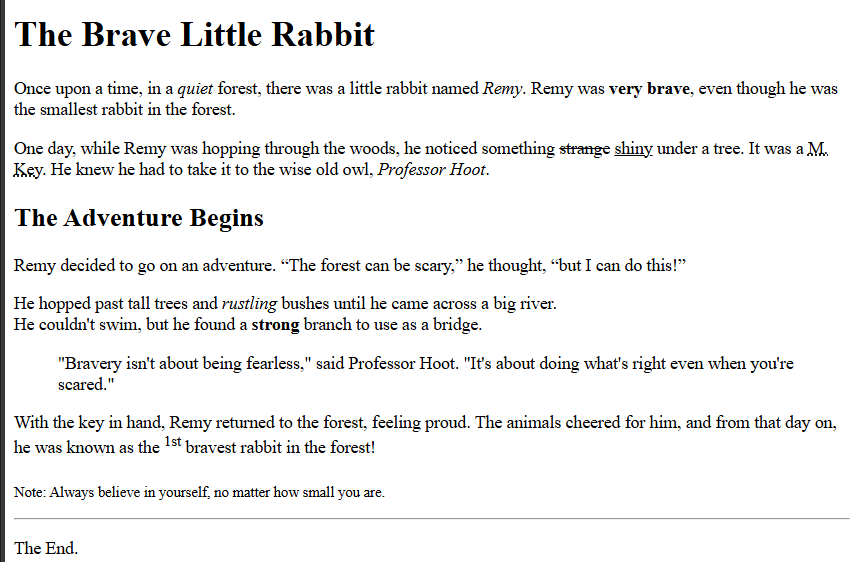 The Brave Little Rabbit
Once upon a time, in a quiet forest, there was a little rabbit named Remy. Remy was very brave, even though he was
the smallest rabbit in the forest.
One day, while Remy was hopping through the woods, he noticed something strange shiny under a tree. It was a M.
Key. He knew he had to take it to the wise old owl, Professor Hoot.
The Adventure Begins
Remy decided to go on an adventure. “The forest can be scary,” he thought, “but I can do this!”
He hopped past tall trees and rustling bushes until he came across a big river.
He couldn't swim, but he found a strong branch to use as a bridge.
"Bravery isn't about being fearless," said Professor Hoot. "It's about doing what's right even when you're
scared."
With the key in hand, Remy returned to the forest, feeling proud. The animals cheered for him, and from that day on,
he was known as the 1st bravest rabbit in the forest!
Note: Always believe in yourself, no matter how small you are.
The End.